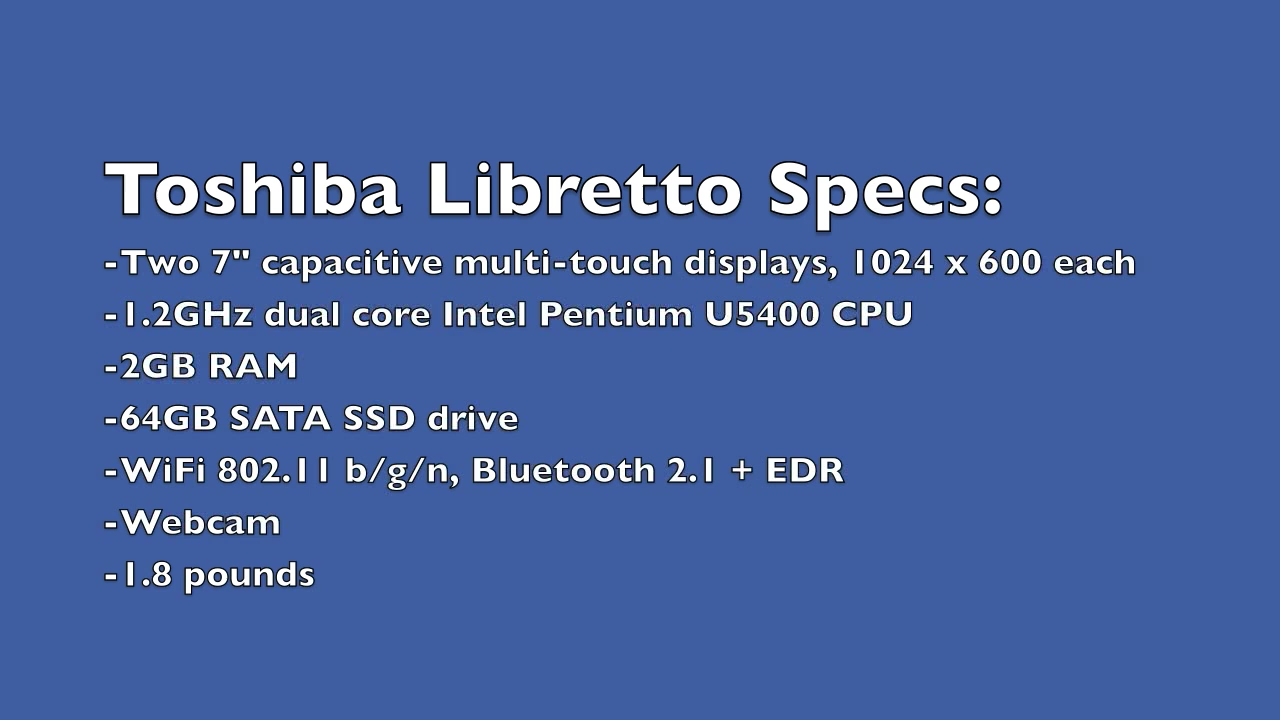 Toshiba Libretto Specs:
-Two 7" capacitive multi-touch displays, 1024 x 600 each
-1.2GHz dual core Intel Pentium U5400 CPU
-2GB RAM
-64GB SATA SSD drive
-WiFi 802.11 b/g/n, Bluetooth 2.1 + EDR
-Webcam
-1.8 pounds